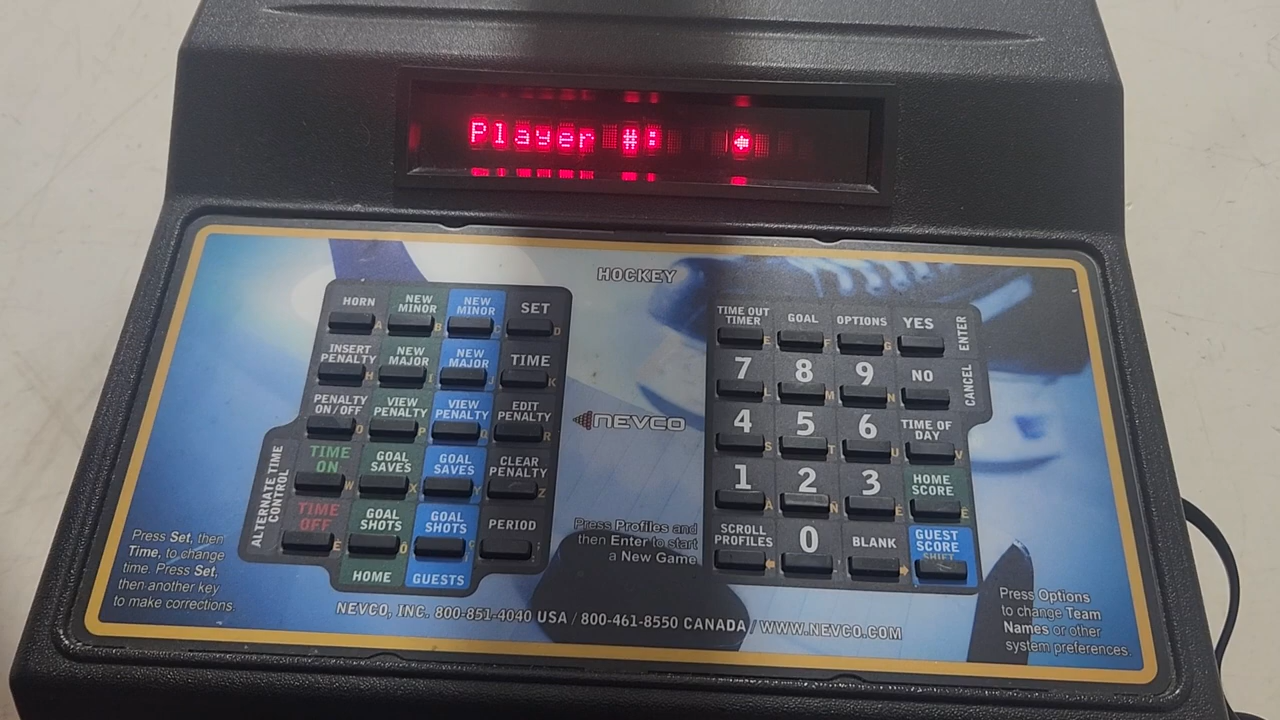 Player #:
HOCKEY
HORN
NEW MINOR
NEW MINOR
SET
A
B
C
D
INSERT PENALTY
NEW MAJOR
NEW MAJOR
TIME
H
I
J
K
PENALTY ON/OFF
VIEW PENALTY
VIEW PENALTY
EDIT PENALTY
O
P
Q
R
TIME ON
GOAL SAVES
GOAL SAVES
CLEAR PENALTY
W
X
Y
Z
TIME OFF
GOAL SHOTS
GOAL SHOTS
PERIOD
ALTERNATE TIME CONTROL
HOME
GUESTS
NEVCO
TIME OUT TIMER
GOAL
OPTIONS
YES
ENTER
E
F
G
7
8
9
NO
CANCEL
M
N
4
5
6
TIME OF DAY
S
T
U
V
1
2
3
HOME SCORE
SCROLL PROFILES
0
BLANK
GUEST SCORE
SHIFT
Press Profiles and
then Enter to start
a New Game
Press Set, then
Time, to change
time. Press Set,
then another key
to make corrections.
Press Options
to change Team
Names or other
system preferences.
NEVCO, INC. 800-851-4040 USA / 800-461-8550 CANADA / WWW.NEVCO.COM